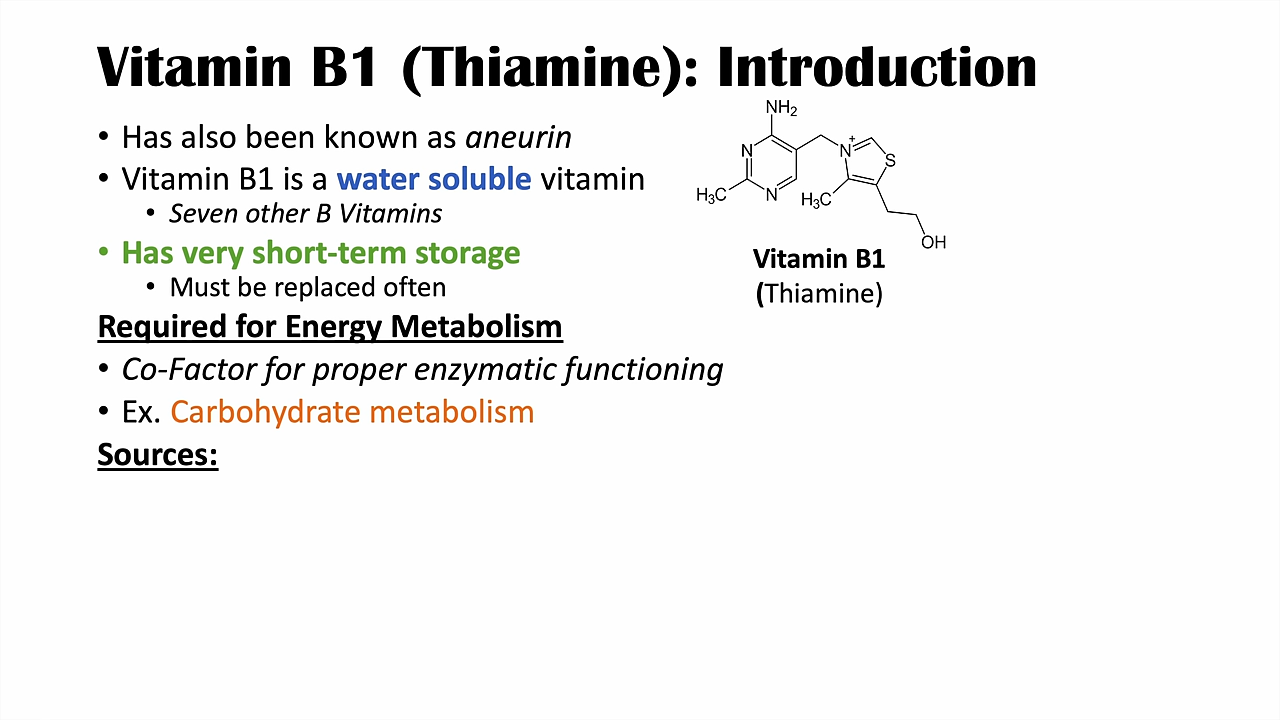 Vitamin B1 (Thiamine): Introduction
• Has also been known as aneurin
• Vitamin B1 is a water soluble vitamin
• Seven other B Vitamins
• Has very short-term storage
• Must be replaced often
Required for Energy Metabolism
• Co-Factor for proper enzymatic functioning
• Ex. Carbohydrate metabolism
Sources:
NH2
N
N
H3C
N+
S
H3C
OH
Vitamin B1
(Thiamine)